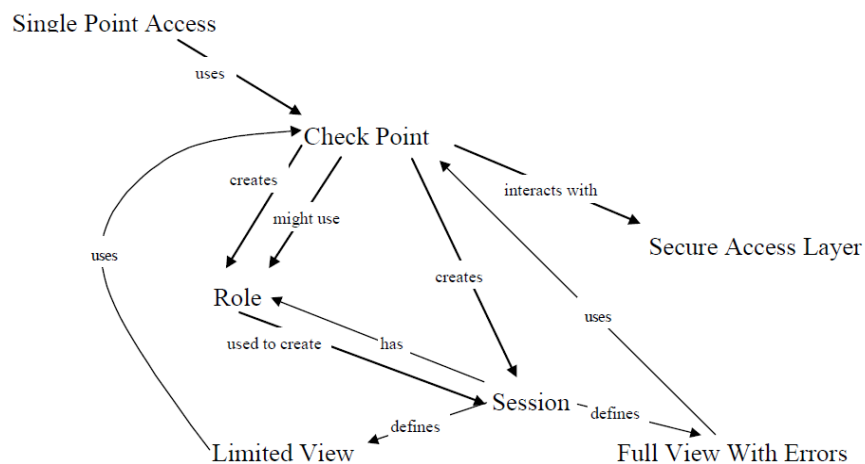 Single Point Access
uses
Check Point
creates
might use
interacts with
Secure Access Layer
uses
creates
Role
uses
used to create
has
Session
defines
defines
Limited View
Full View With Errors